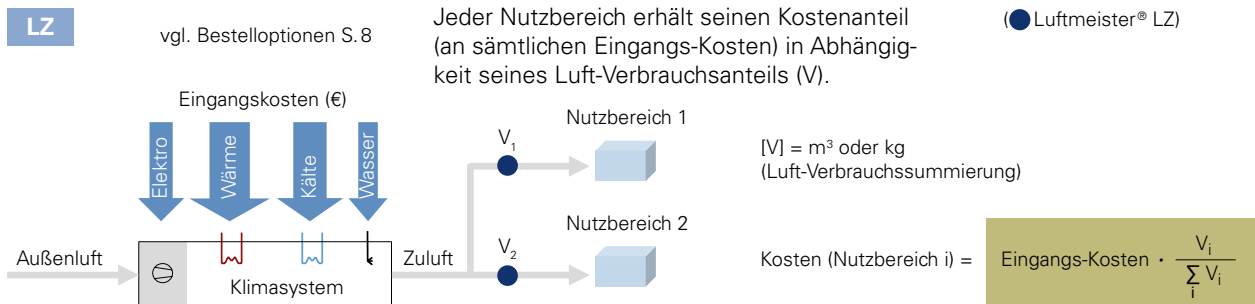 LZ
vgl. Bestelloptionen S. 8
Jeder Nutzbereich erhält seinen Kostenanteil
(an sämtlichen Eingangs-Kosten) in Abhängig-
keit seines Luft-Verbrauchsanteils (V).
(Luftmeister® LZ)
Eingangskosten (€)
Elektro
Wärme
Kälte
Wasser
Außenluft
Klimasystem
Zuluft
V₁
Nutzbereich 1
V₂
Nutzbereich 2
[V] = m³ oder kg
(Luft-Verbrauchssummierung)
Kosten (Nutzbereich i) = Eingangs-Kosten · Vᵢ / ∑ᵢ Vᵢ